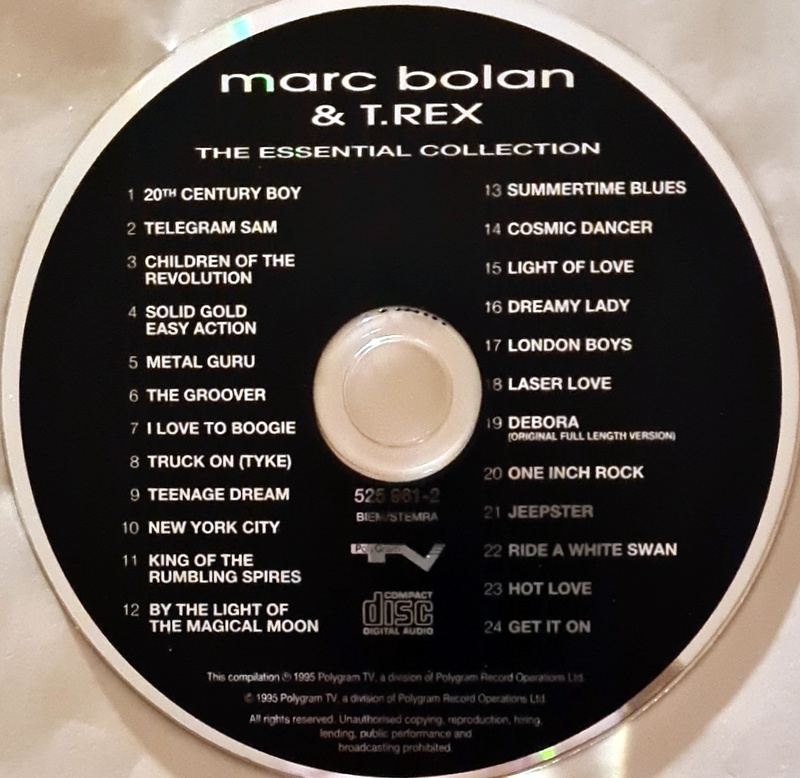 marc bolan
& T.REX
THE ESSENTIAL COLLECTION
1 20TH CENTURY BOY
2 TELEGRAM SAM
3 CHILDREN OF THE
REVOLUTION
4 SOLID GOLD
EASY ACTION
5 METAL GURU
6 THE GROOVER
7 I LOVE TO BOOGIE
8 TRUCK ON (TYKE)
9 TEENAGE DREAM
10 NEW YORK CITY
11 KING OF THE
RUMBLING SPIRES
12 BY THE LIGHT OF
THE MAGICAL MOON
13 SUMMERTIME BLUES
14 COSMIC DANCER
15 LIGHT OF LOVE
16 DREAMY LADY
17 LONDON BOYS
18 LASER LOVE
19 DEBORA
(ORIGINAL FULL LENGTH VERSION)
20 ONE INCH ROCK
21 JEEPSTER
22 RIDE A WHITE SWAN
23 HOT LOVE
24 GET IT ON
525 961-2
BIEM/STEMRA
PolyGram
TV
COMPACT
disc
DIGITAL AUDIO
This compilation ℗ 1995 Polygram TV, a division of Polygram Record Operations Ltd.
© 1995 Polygram TV, a division of Polygram Record Operations Ltd.
All rights reserved. Unauthorised copying, reproduction, hiring,
lending, public performance and
broadcasting prohibited.